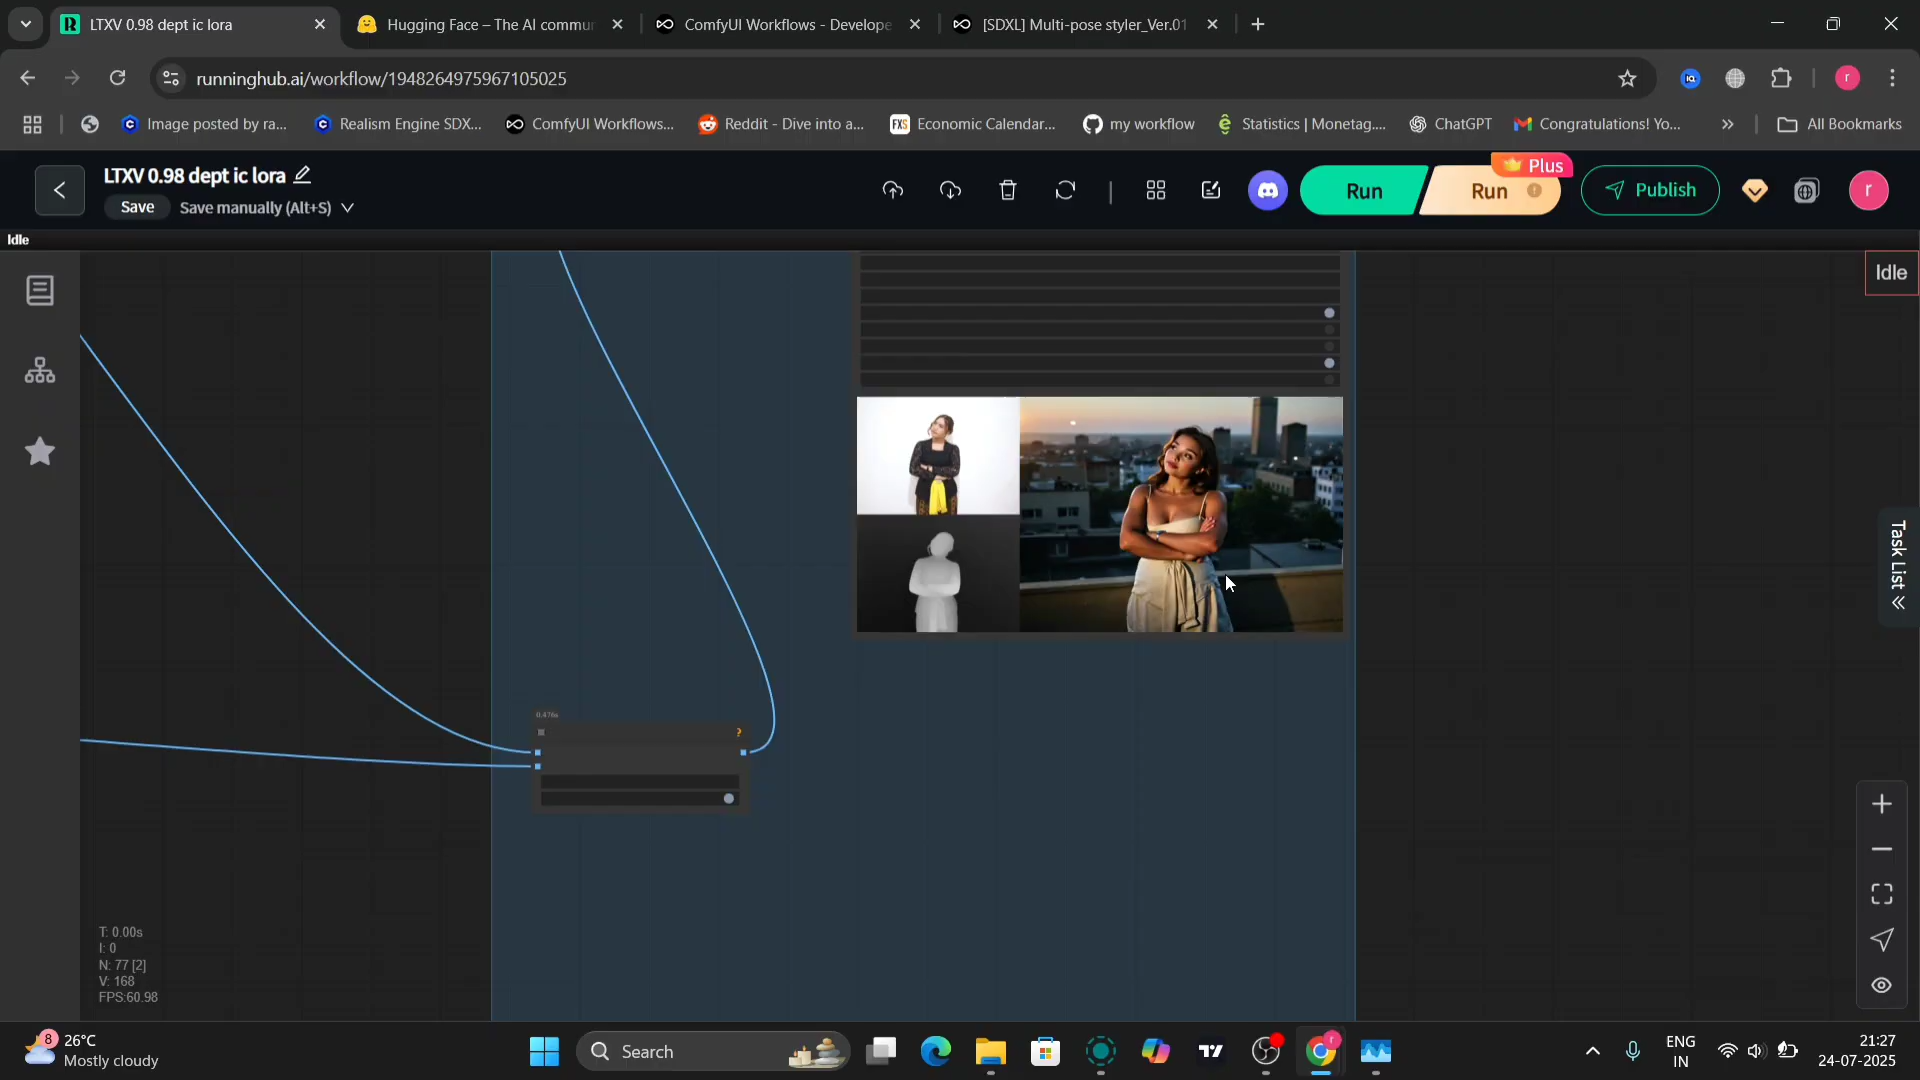 LTXV 0.98 dept ic lora
Hugging Face – The AI commun
ComfyUI Workflows - Develope
[SDXL] Multi-pose styler_Ver.01
runninghub.ai/workflow/1948264975967105025
Image posted by ra...
Realism Engine SDX...
ComfyUI Workflows...
Reddit - Dive into a...
Economic Calendar...
my workflow
Statistics | Monetag....
ChatGPT
Congratulations! Yo...
All Bookmarks
LTXV 0.98 dept ic lora
Save
Save manually (Alt+S)
Run
Run
Plus
Publish
r
Idle
Idle
Task List
0.476s
?
T: 0.00s
I: 0
N: 77 [2]
V: 168
FPS:60.98
8
26°C
Mostly cloudy
Search
ENG
IN
21:27
24-07-2025